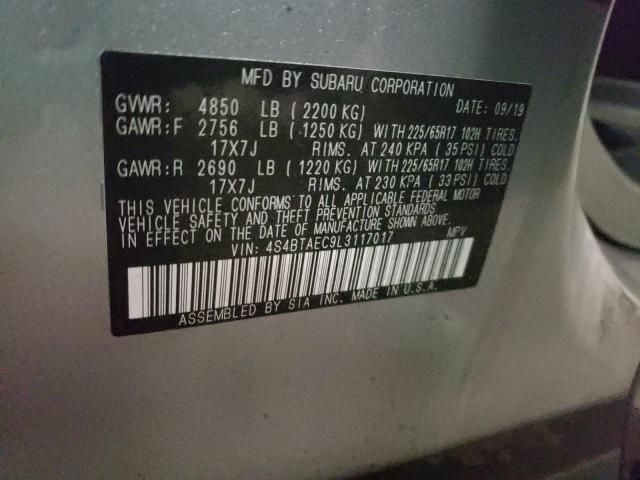 MFD BY SUBARU CORPORATION
GVWR: 4850 LB ( 2200 KG) DATE: 09/19
GAWR:F 2756 LB ( 1250 KG) WITH 225/65R17 102H TIRES.
17X7J RIMS. AT 240 KPA ( 35 PSI) COLD
GAWR:R 2690 LB ( 1220 KG) WITH 225/65R17 102H TIRES.
17X7J RIMS. AT 230 KPA ( 33 PSI) COLD
THIS VEHICLE CONFORMS TO ALL APPLICABLE FEDERAL MOTOR
VEHICLE SAFETY AND THEFT PREVENTION STANDARDS
IN EFFECT ON THE DATE OF MANUFACTURE SHOWN ABOVE.
VIN: 4S4BTAEC9L3117017 MPV
ASSEMBLED BY SIA INC. MADE IN U.S.A.